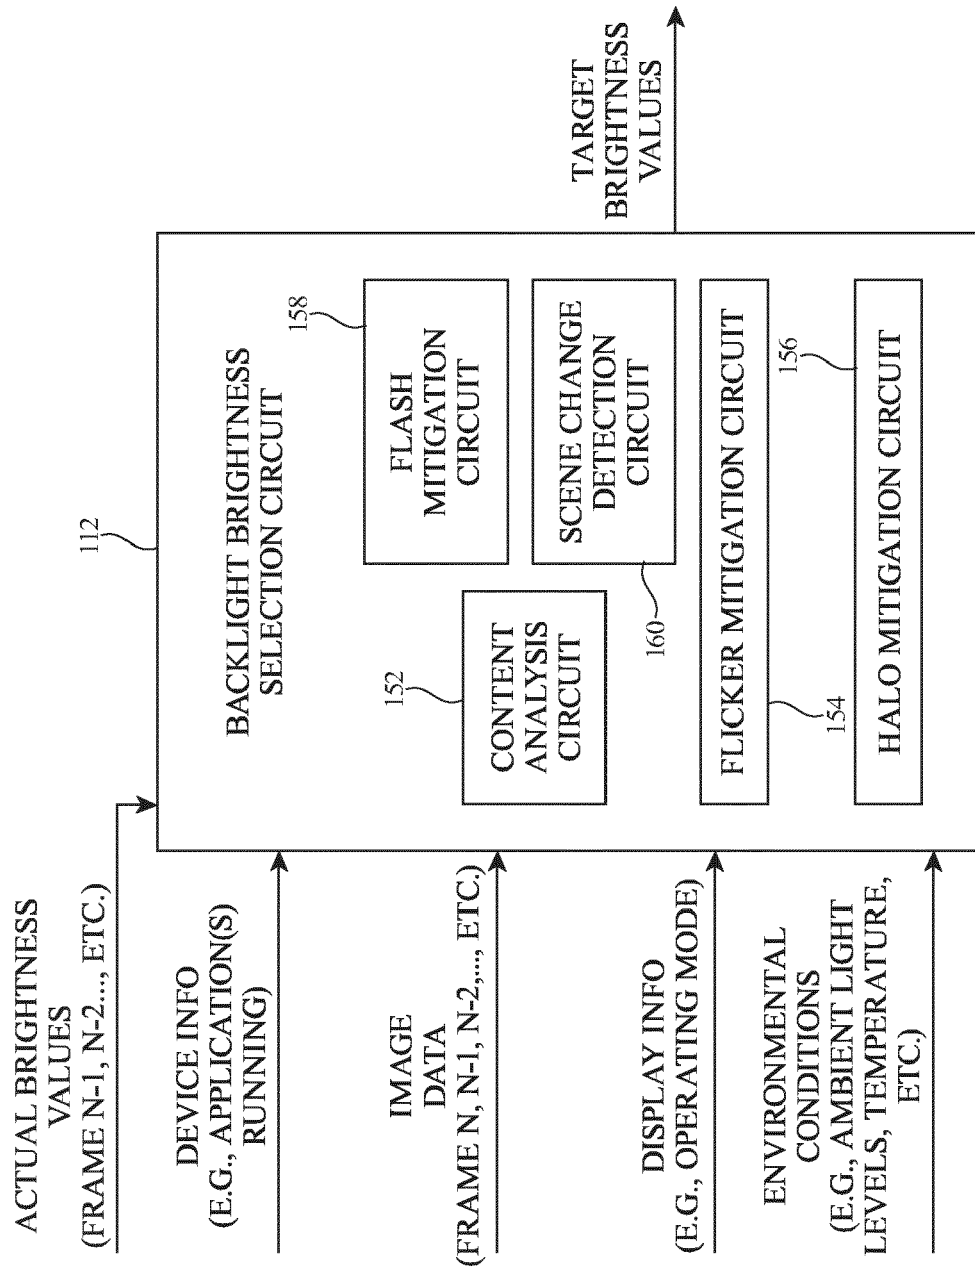 ACTUAL BRIGHTNESS
VALUES
(FRAME N-1, N-2..., ETC.)
DEVICE INFO
(E.G., APPLICATION(S)
RUNNING)
IMAGE
DATA
(FRAME N, N-1, N-2,..., ETC.)
DISPLAY INFO
(E.G., OPERATING MODE)
ENVIRONMENTAL
CONDITIONS
(E.G., AMBIENT LIGHT
LEVELS, TEMPERATURE,
ETC.)
112
BACKLIGHT BRIGHTNESS
SELECTION CIRCUIT
152
CONTENT
ANALYSIS
CIRCUIT
158
FLASH
MITIGATION
CIRCUIT
SCENE CHANGE
DETECTION
CIRCUIT
160
FLICKER MITIGATION CIRCUIT
154
156
HALO MITIGATION CIRCUIT
TARGET
BRIGHTNESS
VALUES